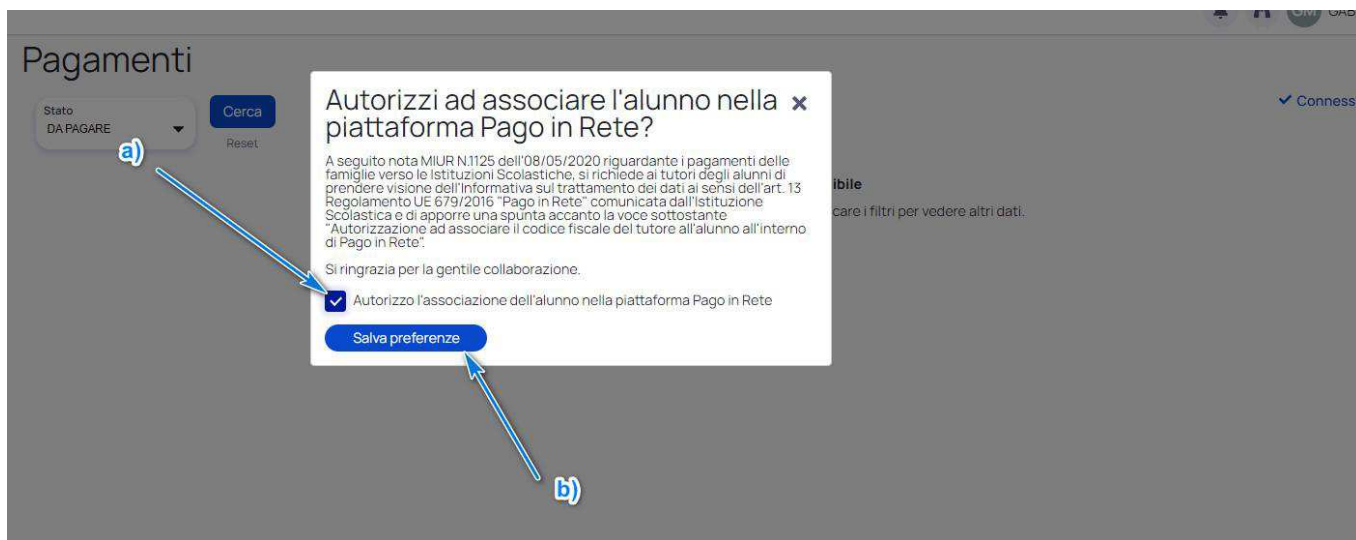 GM
Pagamenti
Stato
DA PAGARE
Cerca
Reset
a)
Autorizzi ad associare l'alunno nella
piattaforma Pago in Rete?
A seguito nota MIUR N.1125 dell'08/05/2020 riguardante i pagamenti delle
famiglie verso le Istituzioni Scolastiche, si richiede ai tutori degli alunni di
prendere visione dell'Informativa sul trattamento dei dati ai sensi dell'art. 13
Regolamento UE 679/2016 "Pago in Rete" comunicata dall'Istituzione
Scolastica e di apporre una spunta accanto la voce sottostante
"Autorizzazione ad associare il codice fiscale del tutore all'alunno all'interno
di Pago in Rete".
Si ringrazia per la gentile collaborazione.
Autorizzo l'associazione dell'alunno nella piattaforma Pago in Rete
Salva preferenze
b)
Conness
ibile
care i filtri per vedere altri dati.